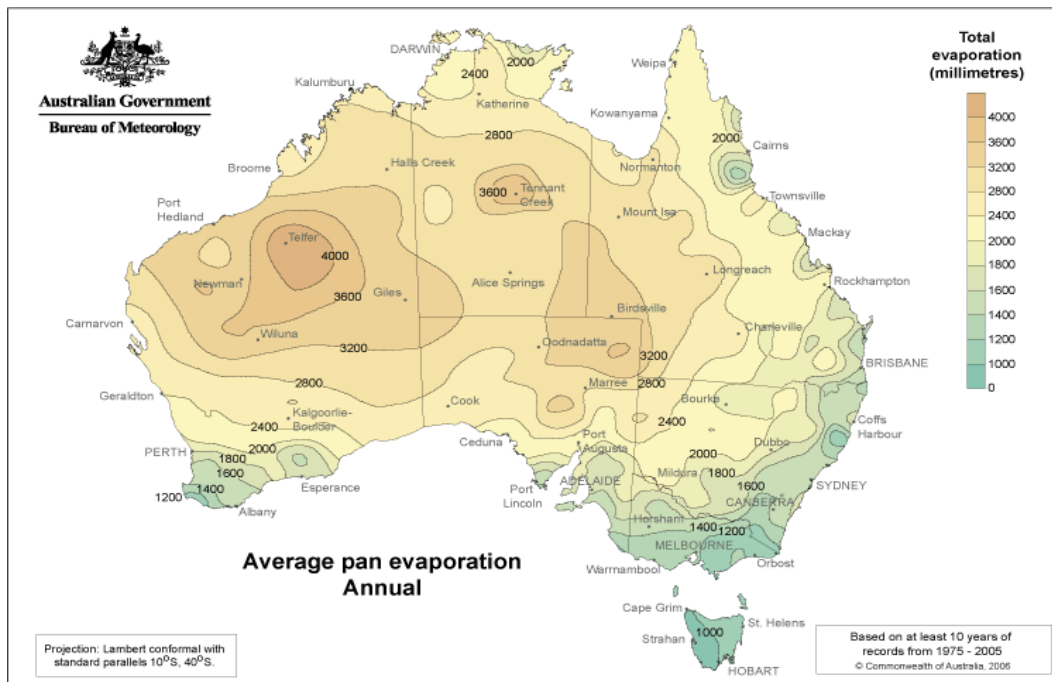 Australian Government
Bureau of Meteorology
Total
evaporation
(millimetres)
4000
3600
3200
2800
2400
2000
1800
1600
1400
1200
1000
0
DARWIN
2000
2400
Weipa
Kalumburu
Katherine
Kowanyama
2800
2000
Cairns
Broome
Halls Creek
Normanton
3600
Tennant
Creek
Townsville
Port
Hedland
Mount Isa
Mackay
Telfer
4000
Longreach
Newman
Alice Springs
Rockhampton
3600
Giles
Birdsville
Carnarvon
Charleville
Wiluna
3200
Oodnadatta
3200
BRISBANE
2800
Marree
2800
Geraldton
Cook
Bourke
Kalgoorlie-
Boulder
Coffs
Harbour
2400
2400
Ceduna
Port
Augusta
Dubbo
PERTH
2000
2000
1800
1600
Mildura
1800
1200
1400
Esperance
Port
Lincoln
ADELAIDE
1600
SYDNEY
Albany
CANBERRA
Horsham
1400
1200
MELBOURNE
Orbost
Warrnambool
Average pan evaporation
Annual
Cape Grim
St. Helens
Strahan
1000
HOBART
Projection: Lambert conformal with
standard parallels 10°S, 40°S.
Based on at least 10 years of
records from 1975 - 2005
© Commonwealth of Australia, 2006